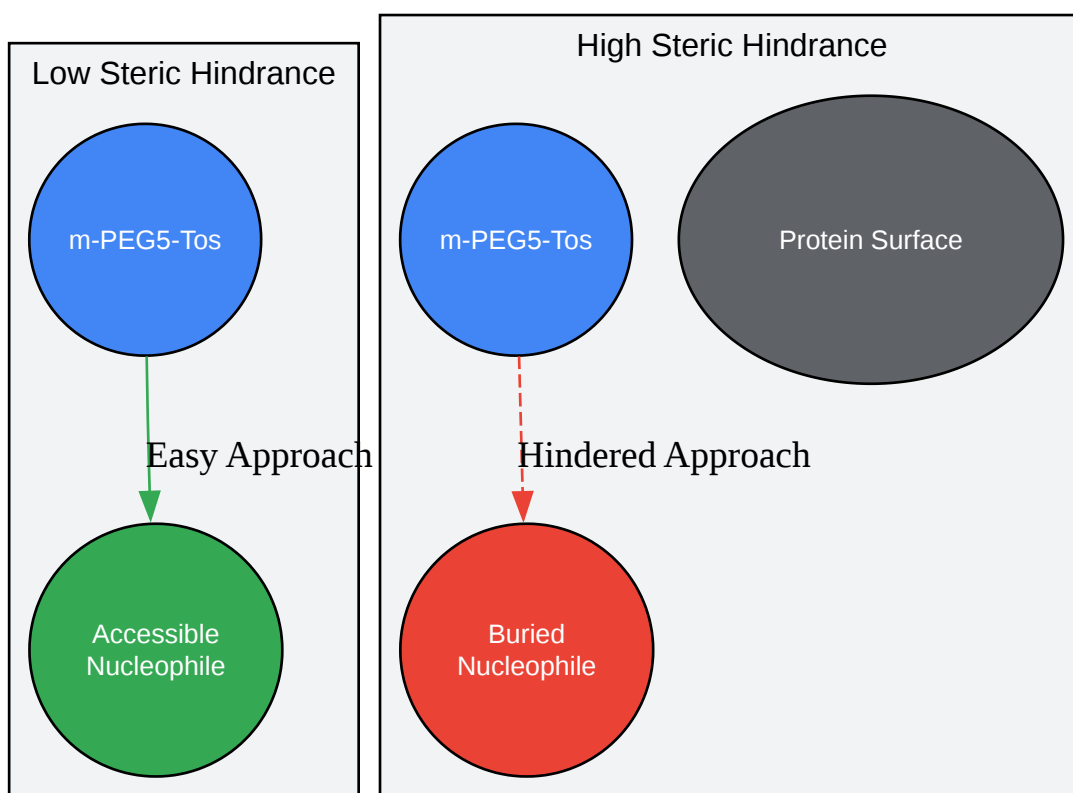 Low Steric Hindrance
m-PEG5-Tos
Easy Approach
Accessible
Nucleophile
High Steric Hindrance
m-PEG5-Tos
Protein Surface
Hindered Approach
Buried
Nucleophile